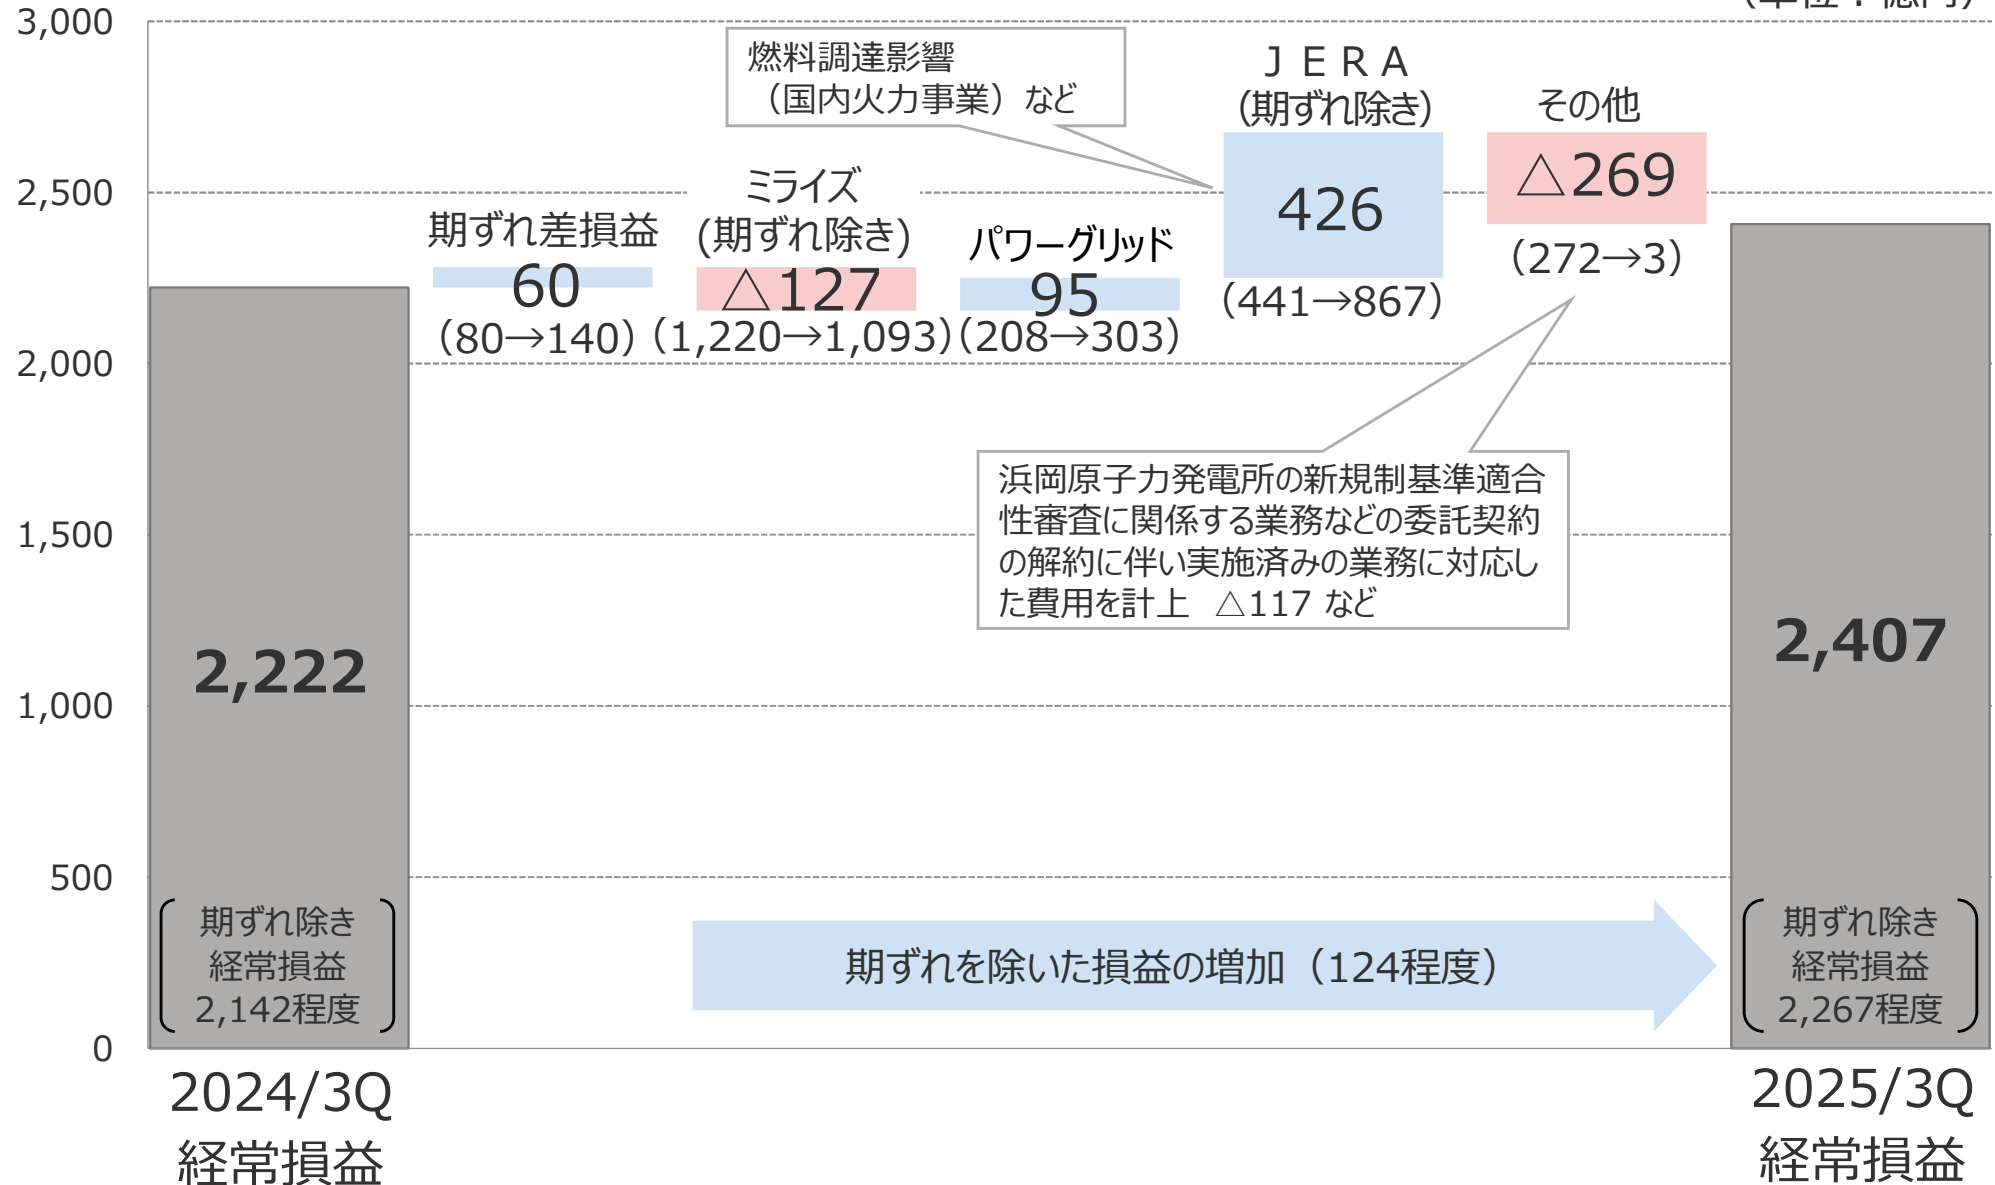 (単位：億円)
3,000
2,500
2,000
1,500
1,000
500
0
燃料調達影響
（国内火力事業）など
ＪＥＲＡ
(期ずれ除き)
426
(441→867)
その他
△269
(272→3)
期ずれ差損益
60
(80→140)
ミライズ
(期ずれ除き)
△127
(1,220→1,093)
パワーグリッド
95
(208→303)
浜岡原子力発電所の新規制基準適合
性審査に関係する業務などの委託契約
の解約に伴い実施済みの業務に対応し
た費用を計上　△117 など
2,222
2,407
期ずれ除き
経常損益
2,142程度
期ずれを除いた損益の増加（124程度）
期ずれ除き
経常損益
2,267程度
2024/3Q
経常損益
2025/3Q
経常損益